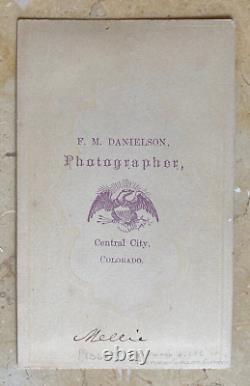 F. M. DANIELSON,
Photographer,
Central City,
COLORADO.
Mellie